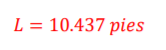 L = 10.437 pies